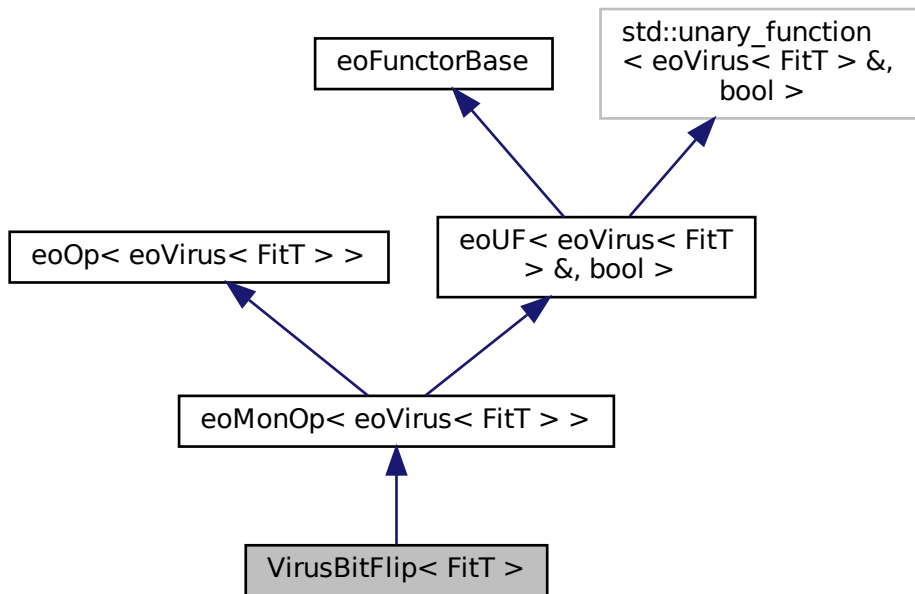 std::unary_function
< eoVirus< FitT > &,
bool >
eoFunctorBase
eoUF< eoVirus< FitT
> &, bool >
eoOp< eoVirus< FitT > >
eoMonOp< eoVirus< FitT > >
VirusBitFlip< FitT >